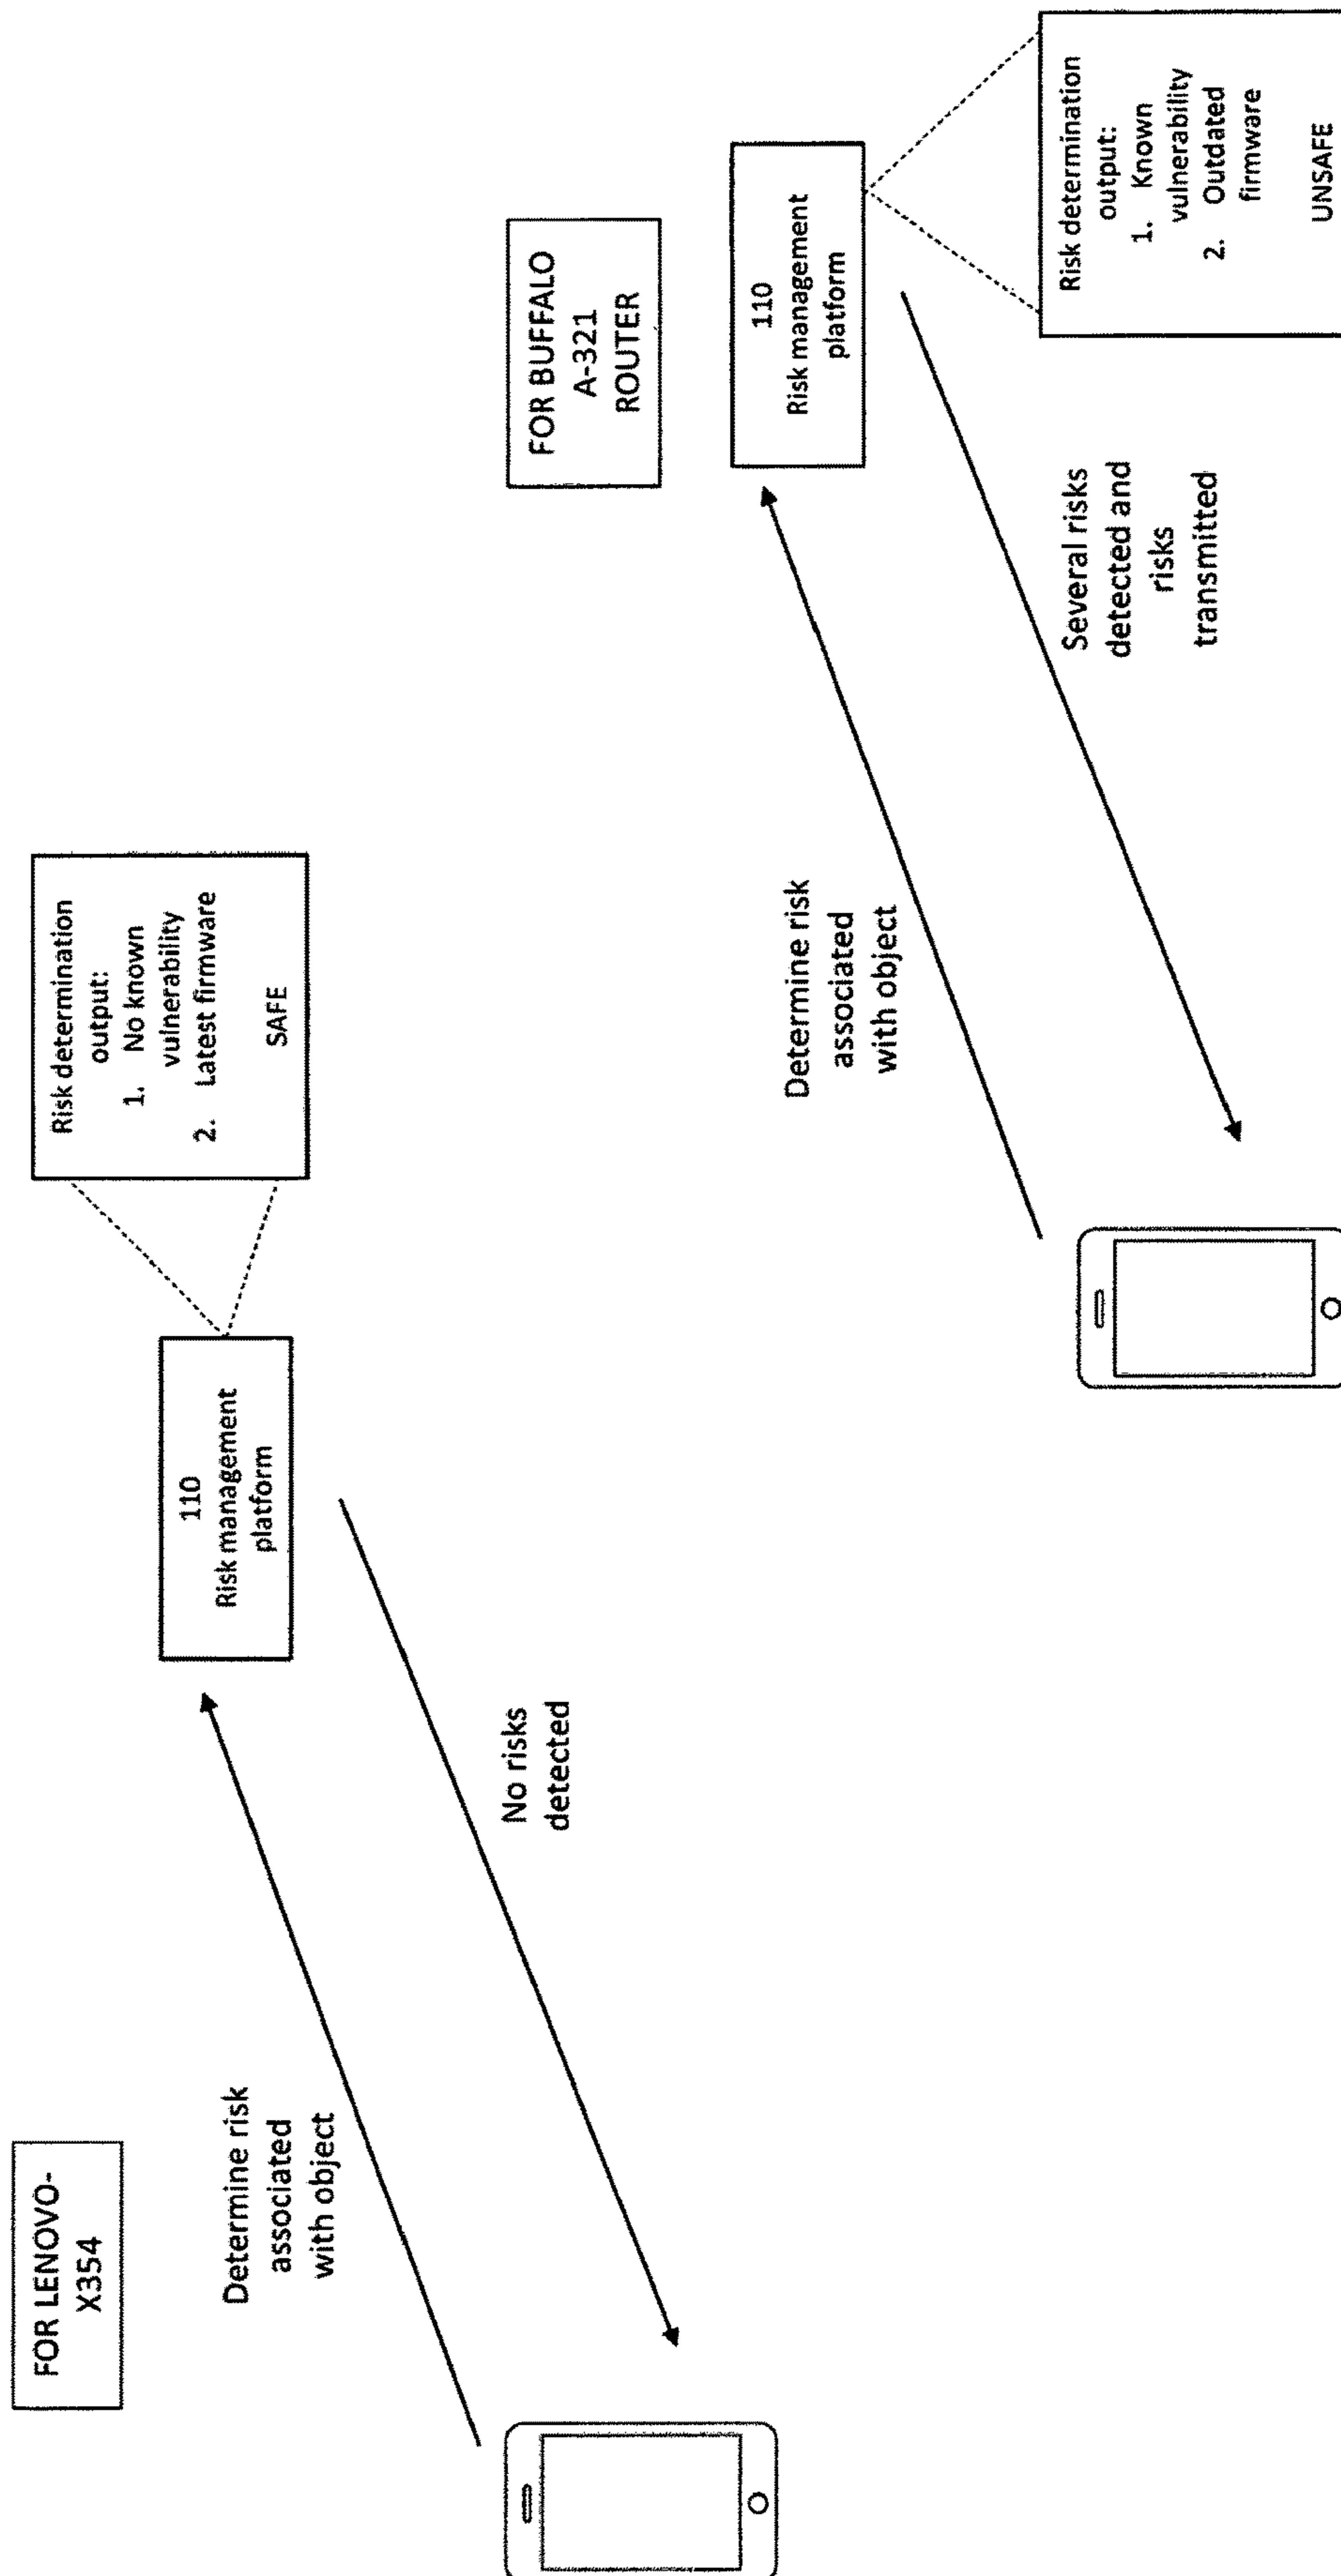 FOR LENOVO-
X354
Determine risk
associated
with object
No risks
detected
110
Risk management
platform
Risk determination
output:
1. No known
vulnerability
2. Latest firmware
SAFE
FOR BUFFALO
A-321
ROUTER
Determine risk
associated
with object
Several risks
detected and
risks
transmitted
110
Risk management
platform
Risk determination
output:
1. Known
vulnerability
2. Outdated
firmware
UNSAFE